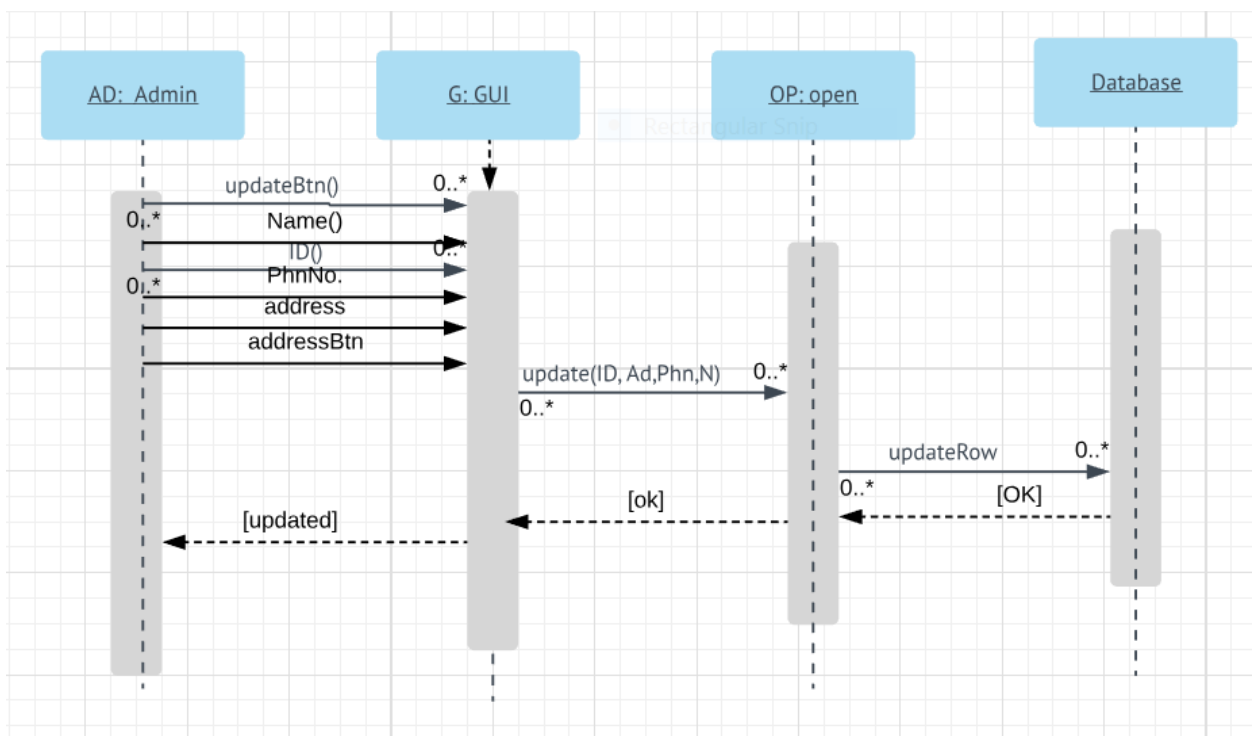 AD: Admin
G: GUI
OP: open
Database
Rectangular Snip
updateBtn()
0..*
0..*
Name()
0..*
ID()
0..*
PhnNo.
address
addressBtn
update(ID, Ad,Phn,N)
0..*
0..*
updateRow
0..*
0..*
[OK]
[ok]
[updated]